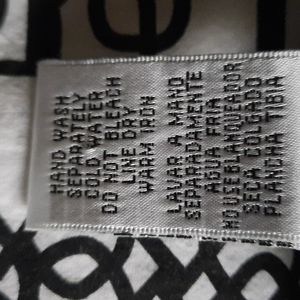 HAND WASH
SEPARATELY
COLD WATER
DO NOT BLEACH
LINE DRY
WARM IRON
LAVAR A MANO
SEPARADAMENTE
AGUA FRIA
NO USE BLANQUEADOR
SECA COLGADO
PLANCHA TIBIA